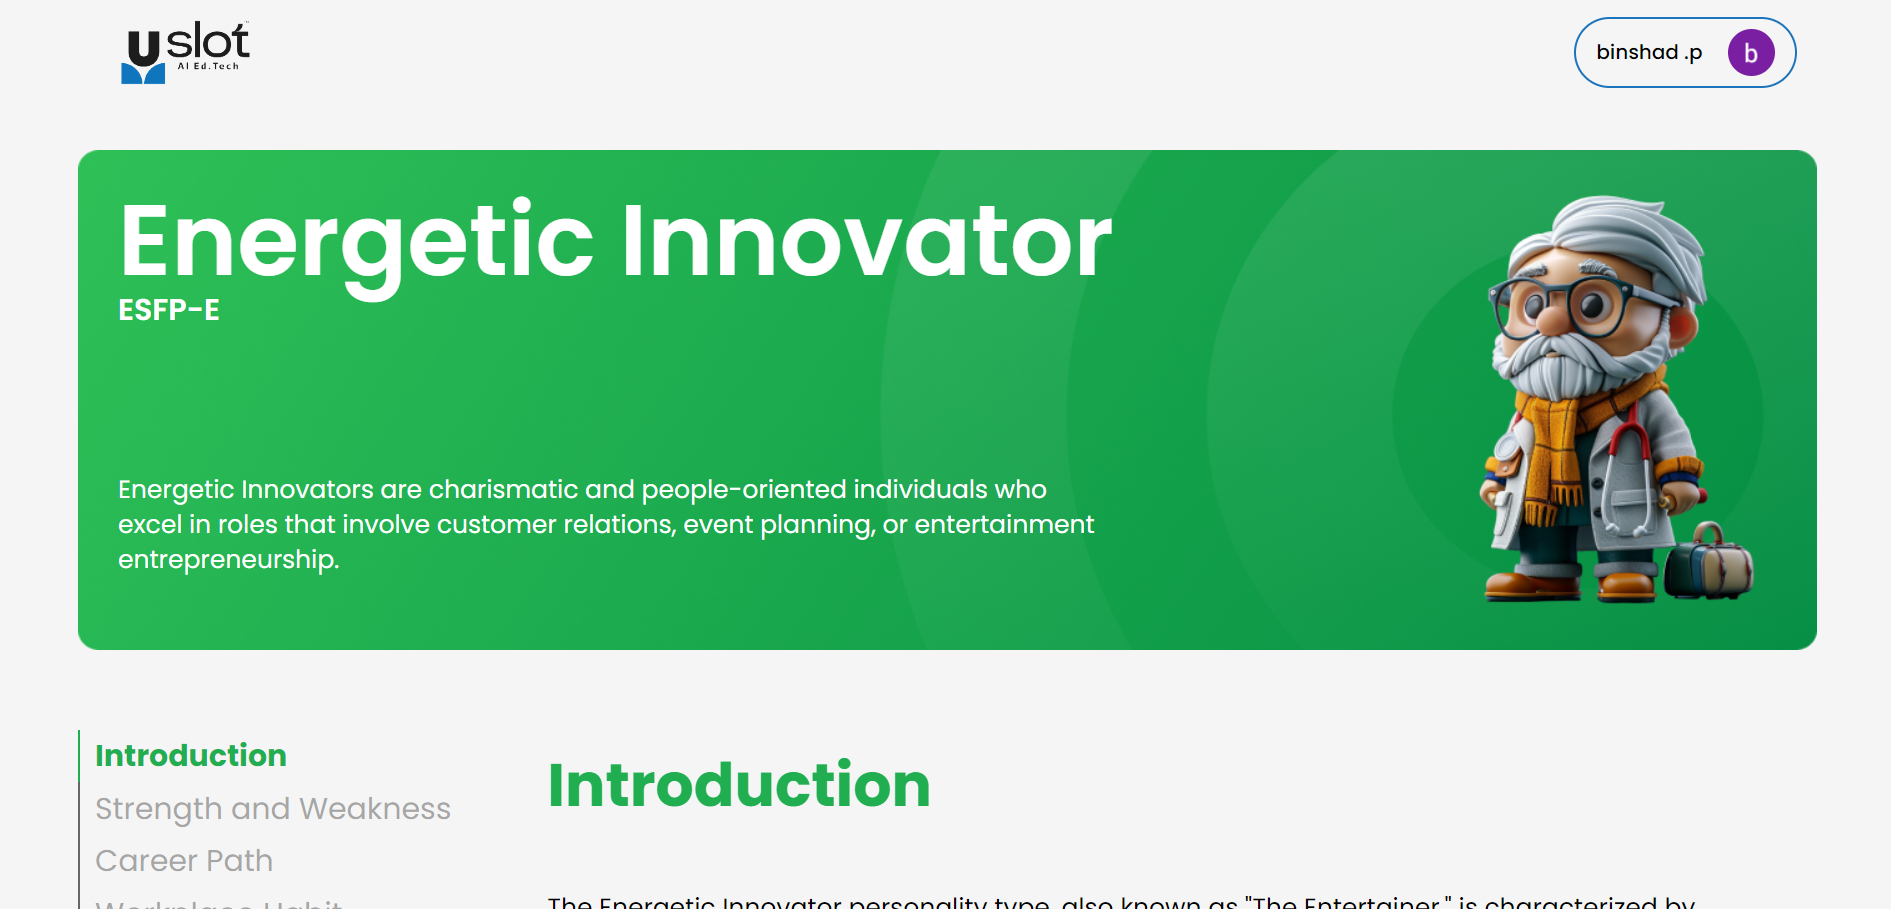 uslot
AI Ed.Tech
binshad .p
b
Energetic Innovator
ESFP-E
Energetic Innovators are charismatic and people-oriented individuals who
excel in roles that involve customer relations, event planning, or entertainment
entrepreneurship.
Introduction
Strength and Weakness
Career Path
Workplace Habit
Introduction
The Energetic Innovator personality type, also known as "The Entertainer," is characterized by